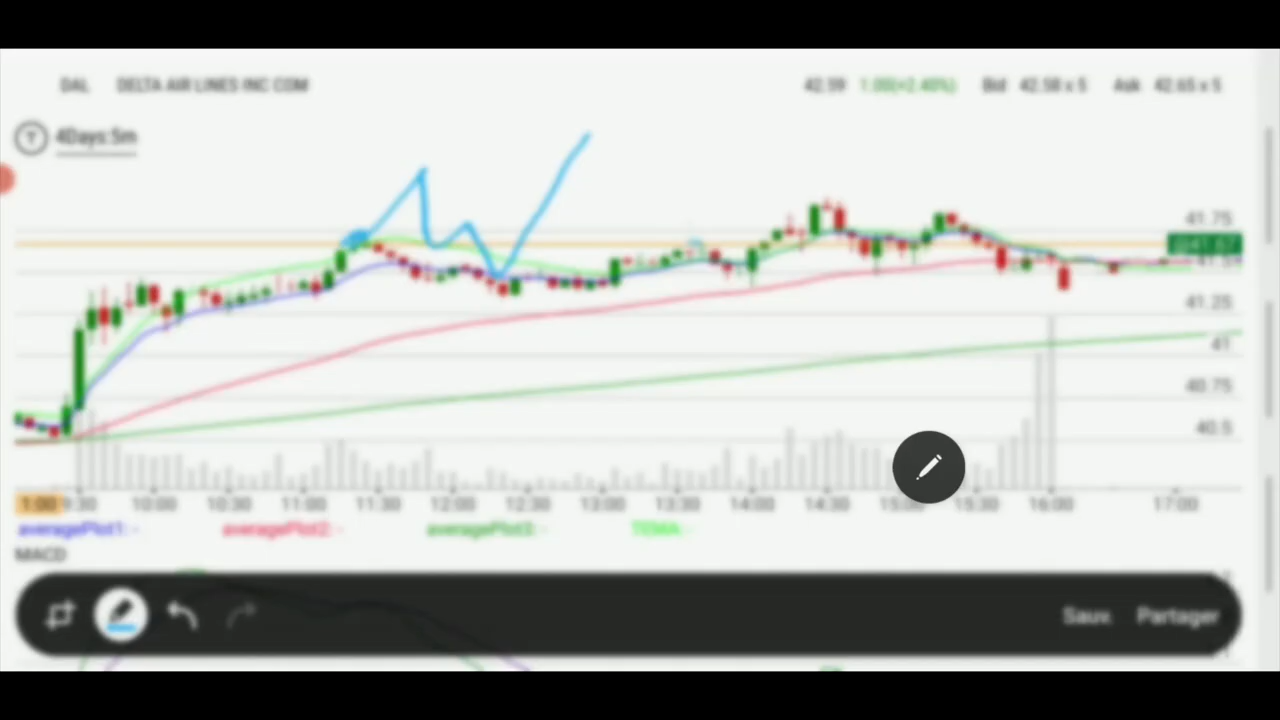 DAL DELTA AIR LINES INC COM 42.59 1.00(+2.40%) Bid 42.58 x 5 Ask 42.65 x 5
T 4Days:5m
41.75
41.25
41
40.75
40.5
1:00 9:30 10:00 10:30 11:00 11:30 12:00 12:30 13:00 13:30 14:00 14:30 15:00 15:30 16:00 17:00
averagePlot1:- averagePlot2:- averagePlot3:- TEMA:-
MACD
Sauv. Partager